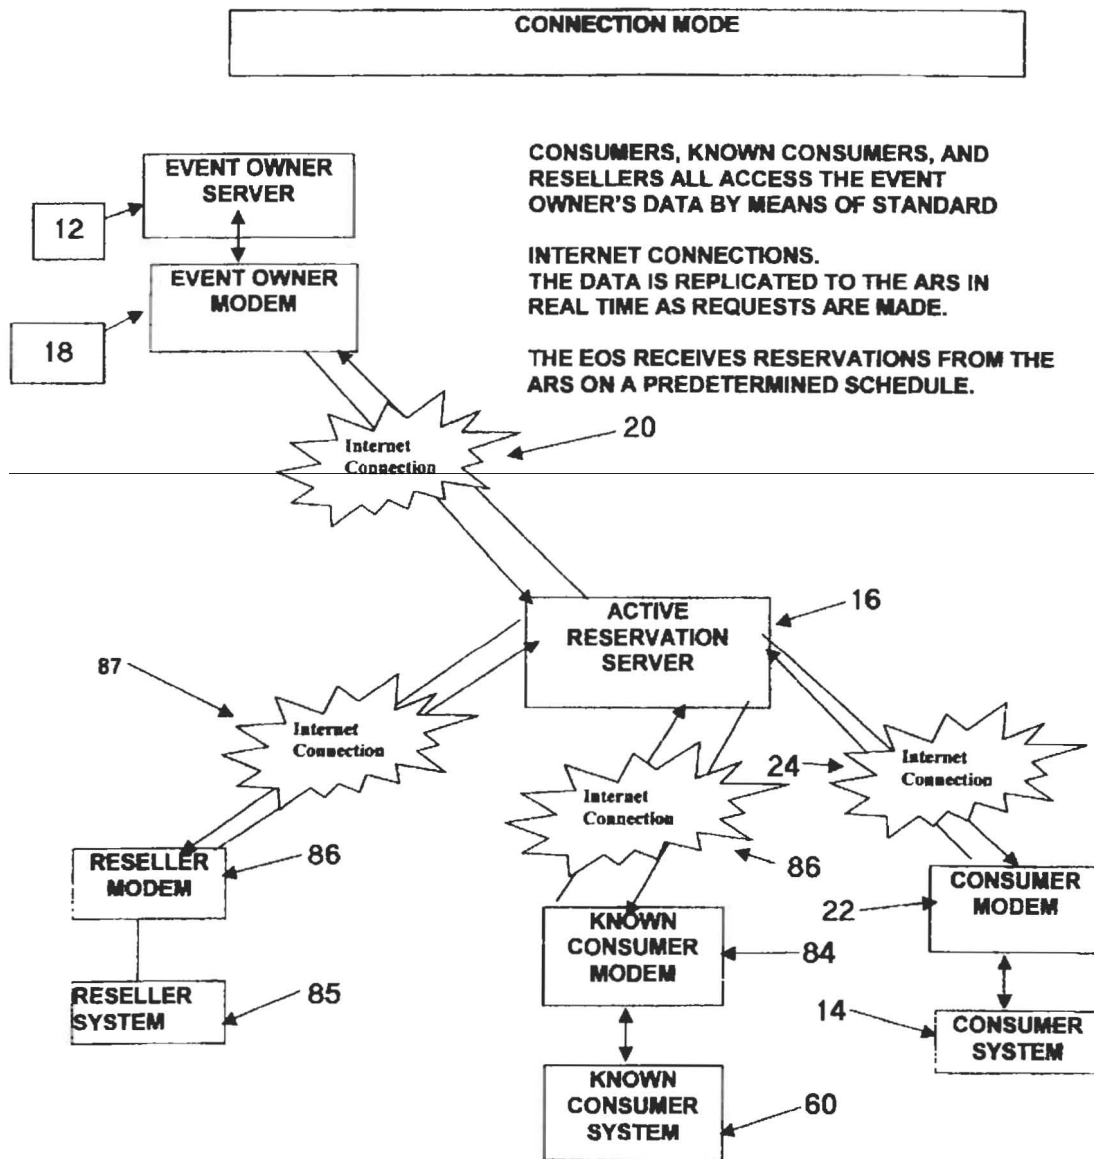 CONNECTION MODE
EVENT OWNER
SERVER
12
EVENT OWNER
MODEM
18
CONSUMERS, KNOWN CONSUMERS, AND
RESELLERS ALL ACCESS THE EVENT
OWNER'S DATA BY MEANS OF STANDARD
INTERNET CONNECTIONS.
THE DATA IS REPLICATED TO THE ARS IN
REAL TIME AS REQUESTS ARE MADE.
THE EOS RECEIVES RESERVATIONS FROM THE
ARS ON A PREDETERMINED SCHEDULE.
Internet
Connection
20
ACTIVE
RESERVATION
SERVER
16
87
Internet
Connection
Internet
Connection
86
24
Internet
Connection
RESELLER
MODEM
86
RESELLER
SYSTEM
85
KNOWN
CONSUMER
MODEM
84
KNOWN
CONSUMER
SYSTEM
60
CONSUMER
MODEM
22
CONSUMER
SYSTEM
14